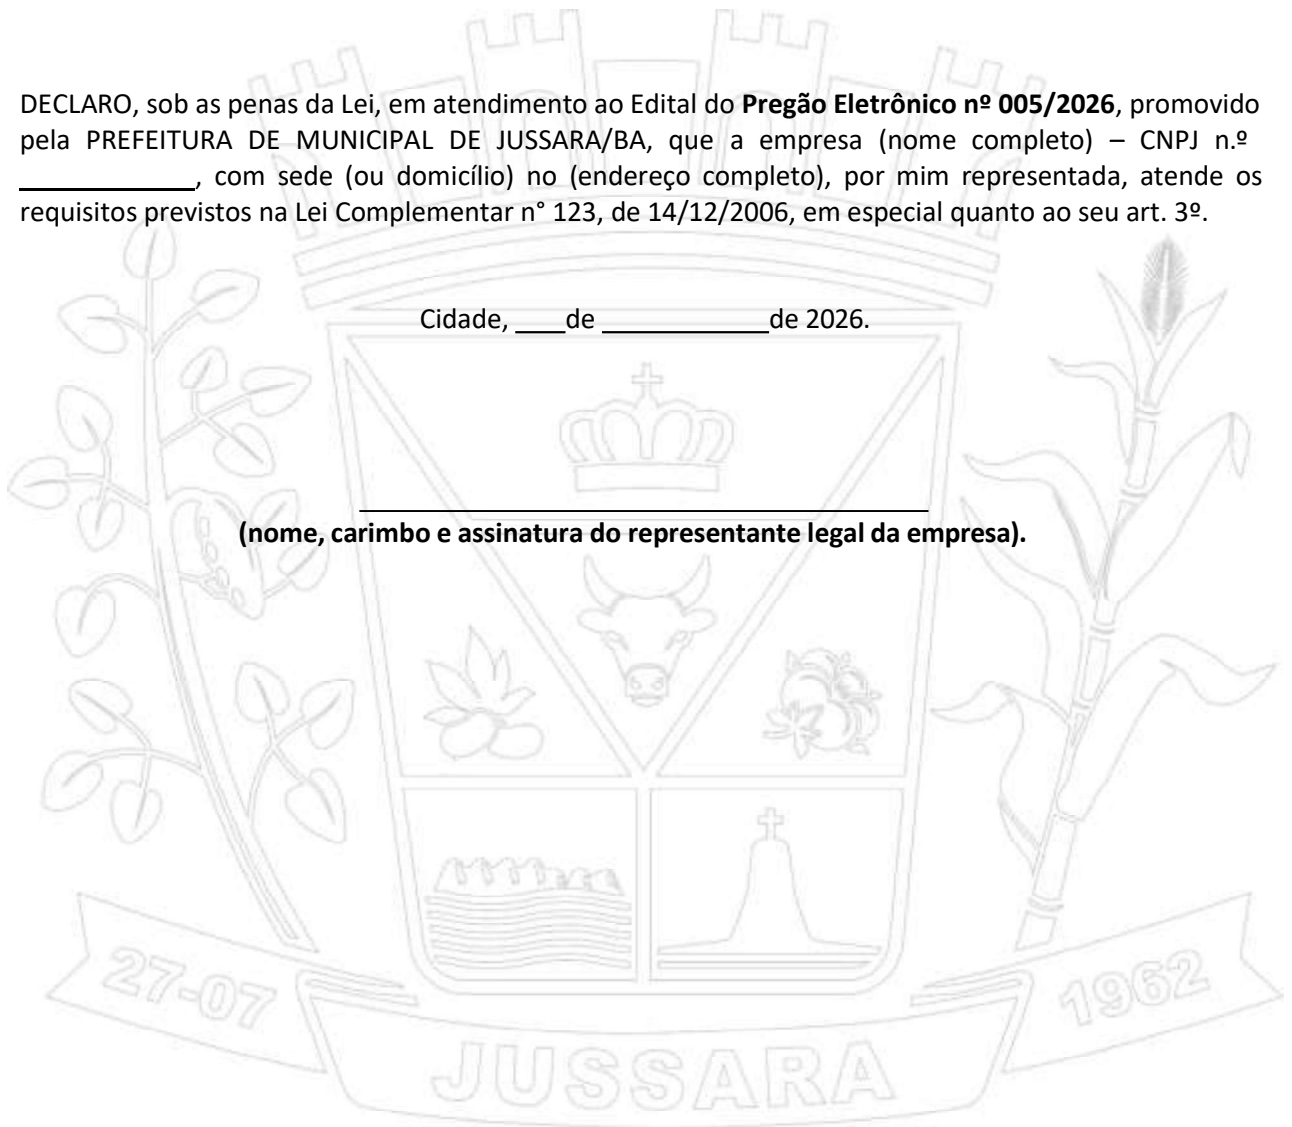 DECLARO, sob as penas da Lei, em atendimento ao Edital do Pregão Eletrônico nº 005/2026, promovido
pela PREFEITURA DE MUNICIPAL DE JUSSARA/BA, que a empresa (nome completo) – CNPJ n.º
____________, com sede (ou domicílio) no (endereço completo), por mim representada, atende os
requisitos previstos na Lei Complementar n° 123, de 14/12/2006, em especial quanto ao seu art. 3º.
Cidade, ___de ___________de 2026.
(nome, carimbo e assinatura do representante legal da empresa).
27-07
1962
JUSSARA